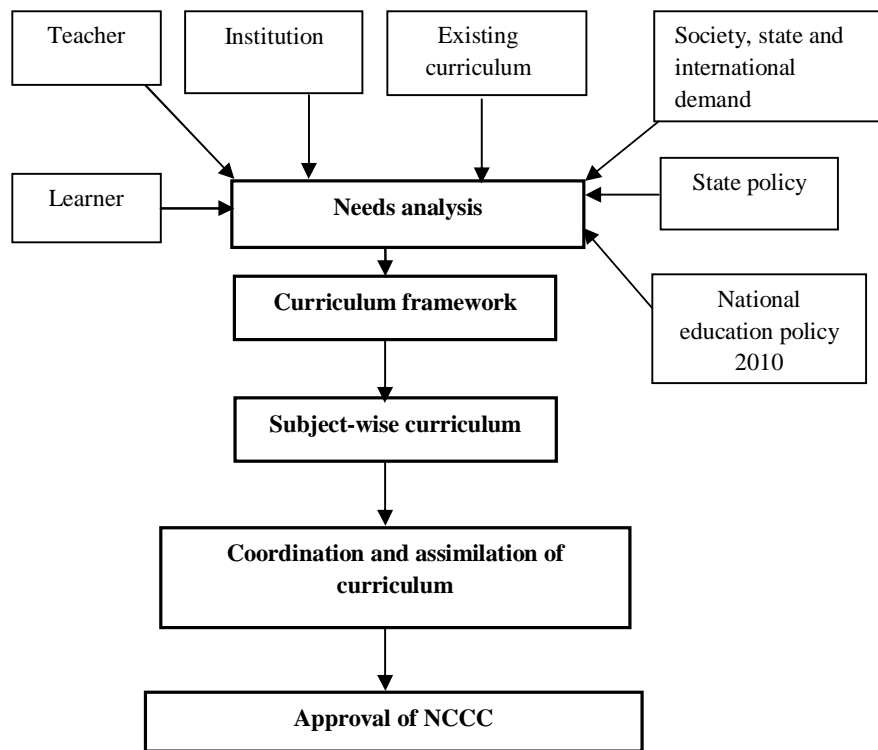 Teacher
Institution
Existing
curriculum
Society, state and
international
demand
Learner
Needs analysis
State policy
Curriculum framework
National
education policy
2010
Subject-wise curriculum
Coordination and assimilation of
curriculum
Approval of NCCC